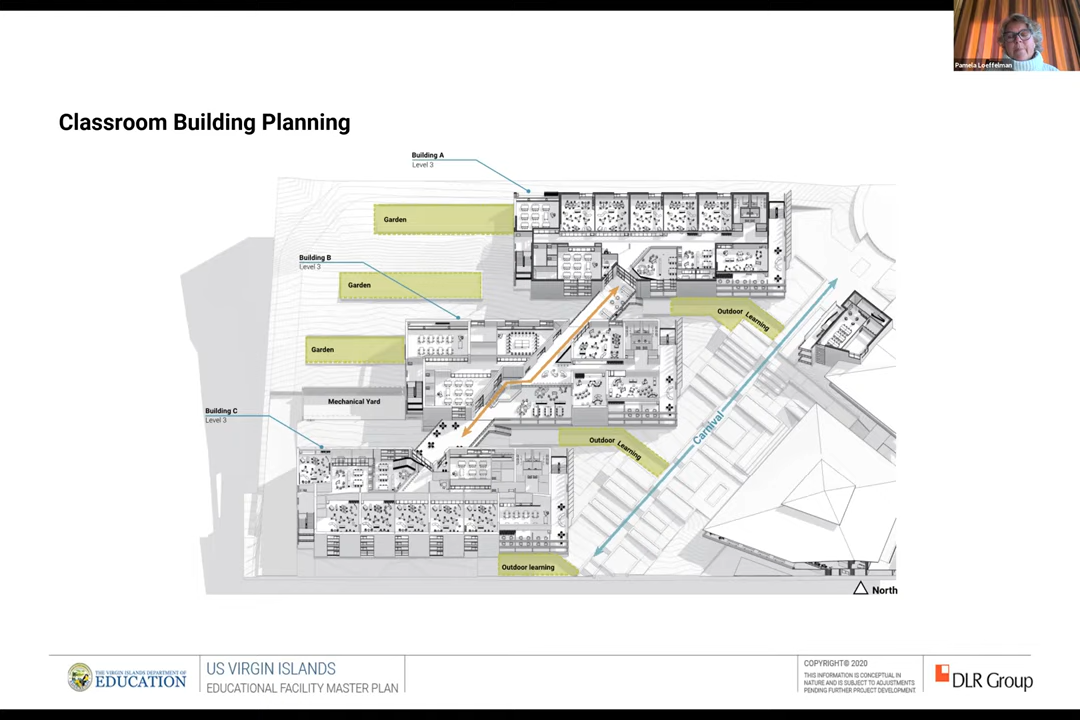 Pamela Loeffelman
Classroom Building Planning
Building A
Level 3
Garden
Building B
Level 3
Garden
Outdoor Learning
Garden
Mechanical Yard
Building C
Level 3
Carnival
Outdoor Learning
Outdoor learning
North
THE VIRGIN ISLANDS DEPARTMENT OF
EDUCATION
US VIRGIN ISLANDS
EDUCATIONAL FACILITY MASTER PLAN
COPYRIGHT© 2020
THIS INFORMATION IS CONCEPTUAL IN
NATURE AND IS SUBJECT TO ADJUSTMENTS
PENDING FURTHER PROJECT DEVELOPMENT.
DLR Group